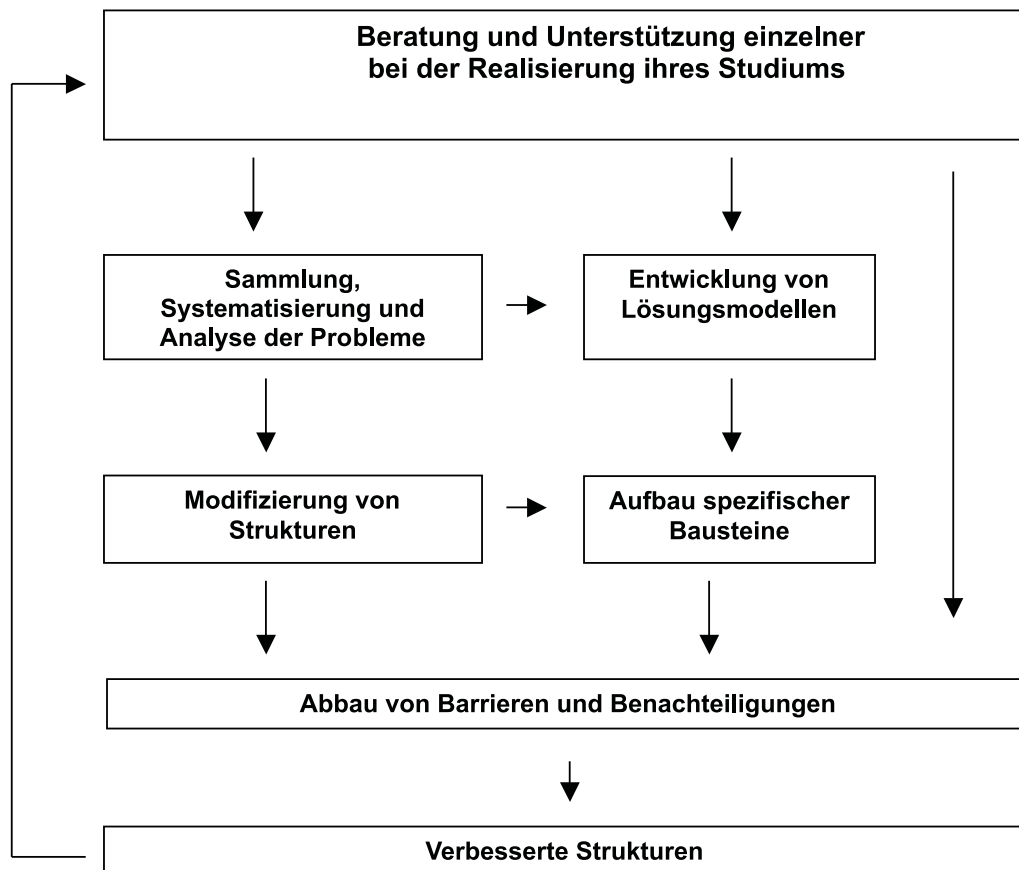 Beratung und Unterstützung einzelner
bei der Realisierung ihres Studiums
Sammlung,
Systematisierung und
Analyse der Probleme
Entwicklung von
Lösungsmodellen
Modifizierung von
Strukturen
Aufbau spezifischer
Bausteine
Abbau von Barrieren und Benachteiligungen
Verbesserte Strukturen